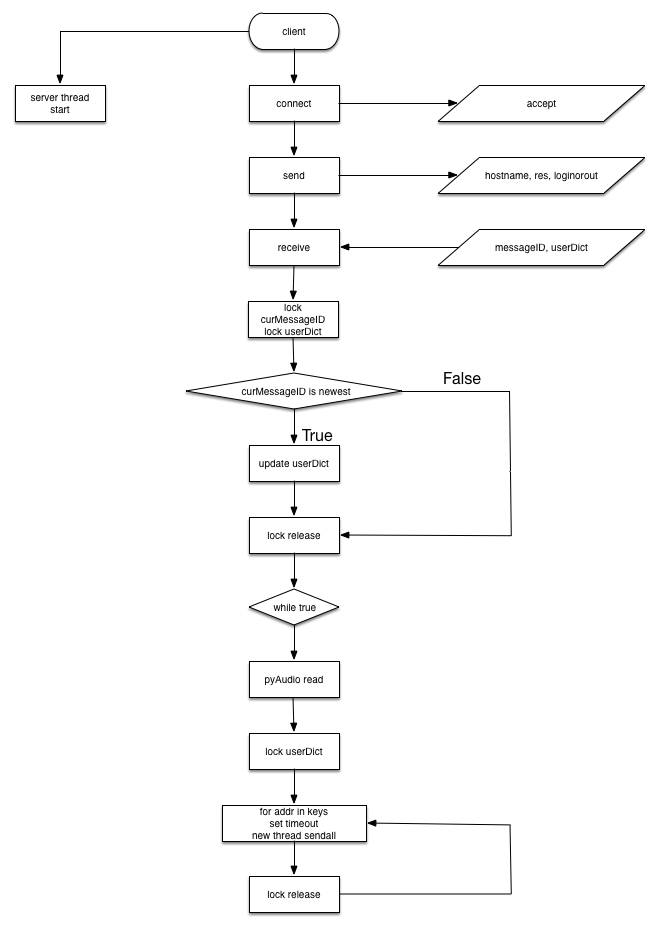 client
server thread
start
connect
accept
send
hostname, res, loginorout
receive
messageID, userDict
lock
curMessageID
lock userDict
curMessageID is newest
False
True
update userDict
lock release
while true
pyAudio read
lock userDict
for addr in keys
set timeout
new thread sendall
lock release